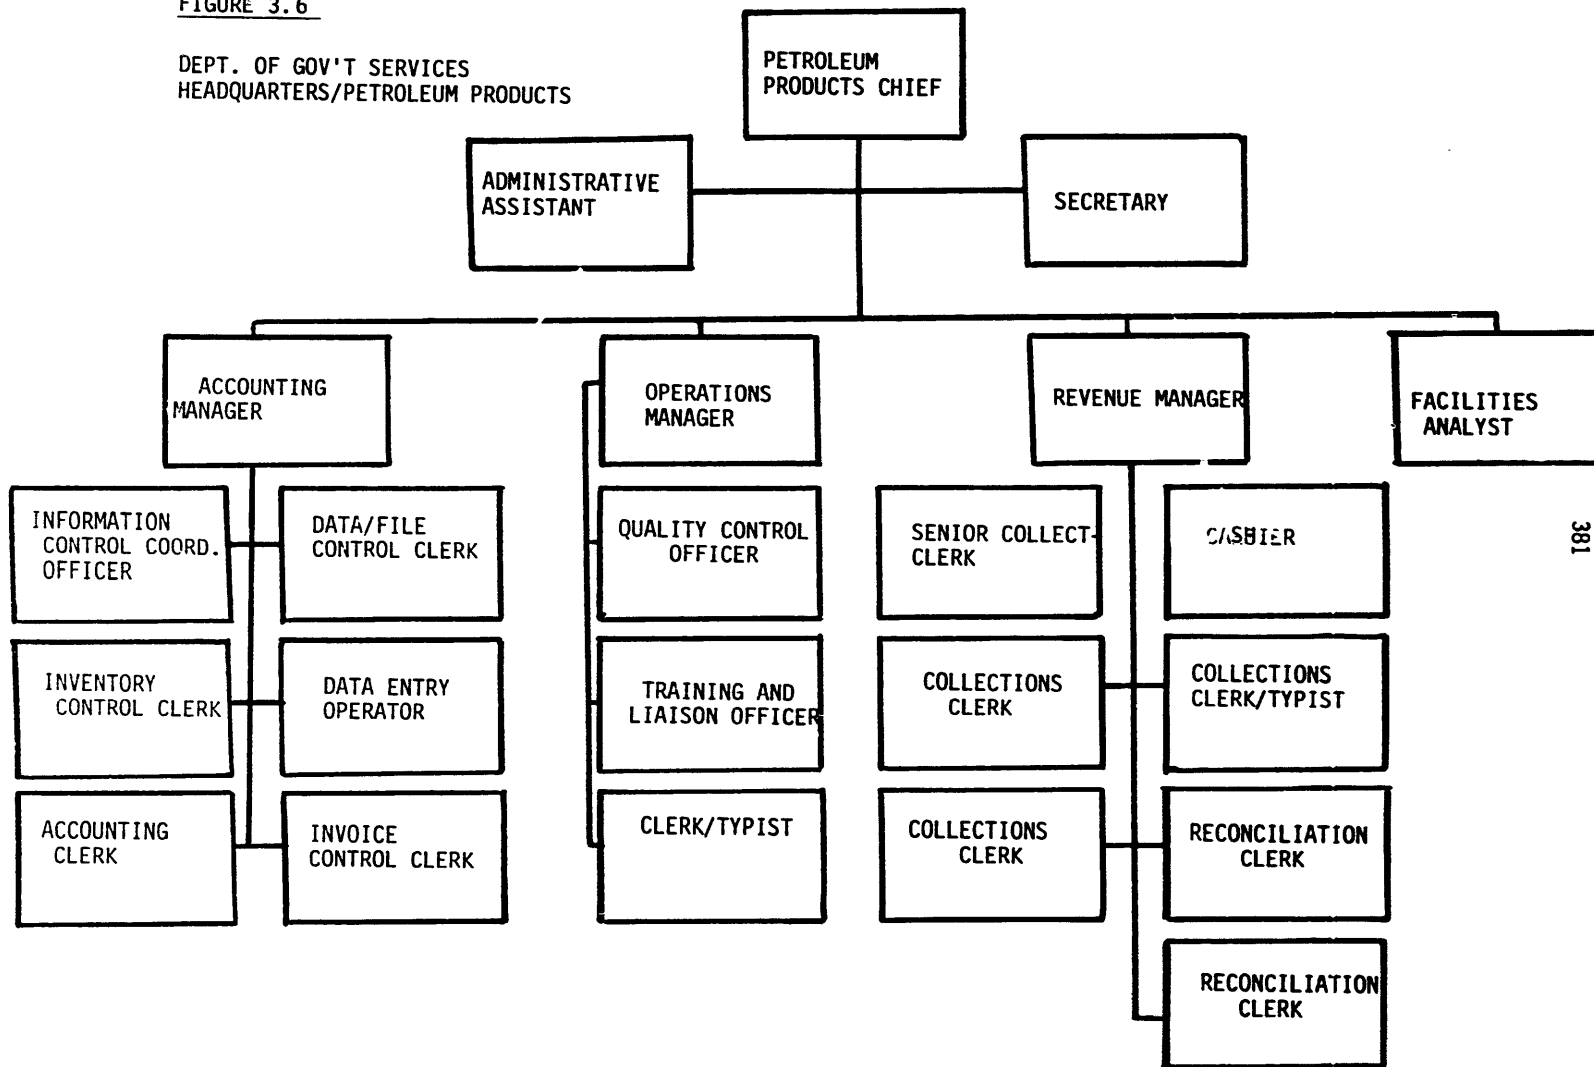 FIGURE 3.6
DEPT. OF GOV'T SERVICES
HEADQUARTERS/PETROLEUM PRODUCTS
PETROLEUM
PRODUCTS CHIEF
ADMINISTRATIVE
ASSISTANT
SECRETARY
ACCOUNTING
MANAGER
OPERATIONS
MANAGER
REVENUE MANAGER
FACILITIES
ANALYST
INFORMATION
CONTROL COORD.
OFFICER
DATA/FILE
CONTROL CLERK
QUALITY CONTROL
OFFICER
SENIOR COLLECT-
CLERK
CASHIER
381
INVENTORY
CONTROL CLERK
DATA ENTRY
OPERATOR
TRAINING AND
LIAISON OFFICER
COLLECTIONS
CLERK
COLLECTIONS
CLERK/TYPIST
ACCOUNTING
CLERK
INVOICE
CONTROL CLERK
CLERK/TYPIST
COLLECTIONS
CLERK
RECONCILIATION
CLERK
RECONCILIATION
CLERK